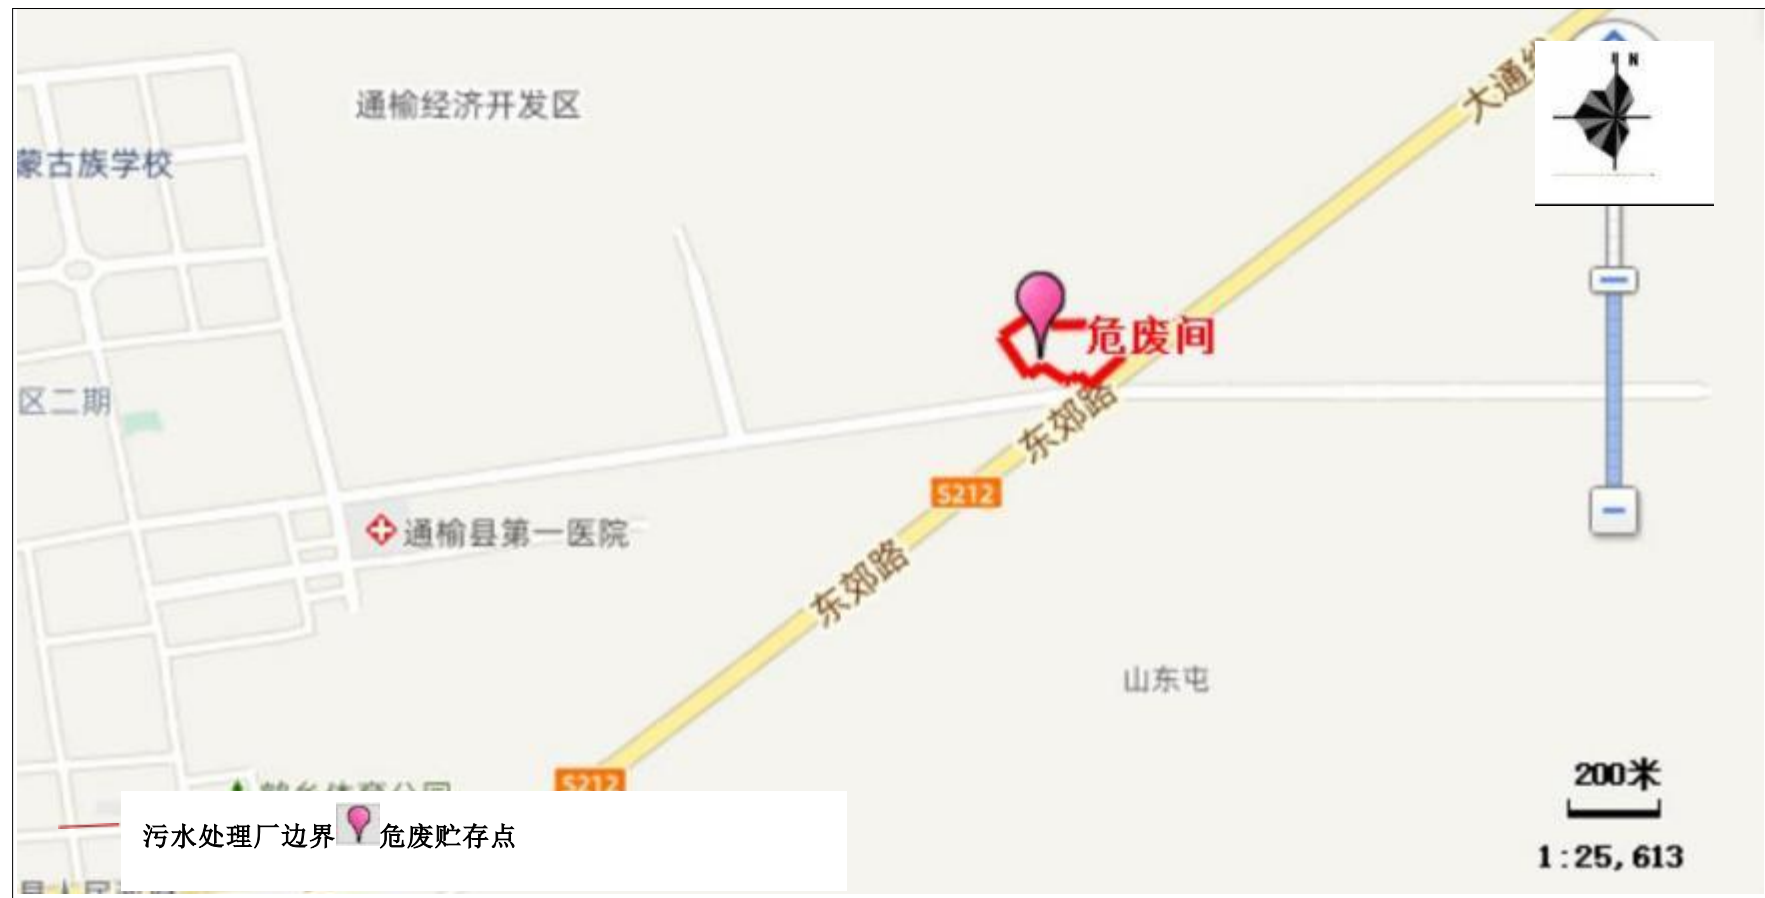 大通线
N
通榆经济开发区
蒙古族学校
危废间
区二期
东郊路
S212
通榆县第一医院
东郊路
山东屯
200米
S212
污水处理厂边界 危废贮存点
1:25,613